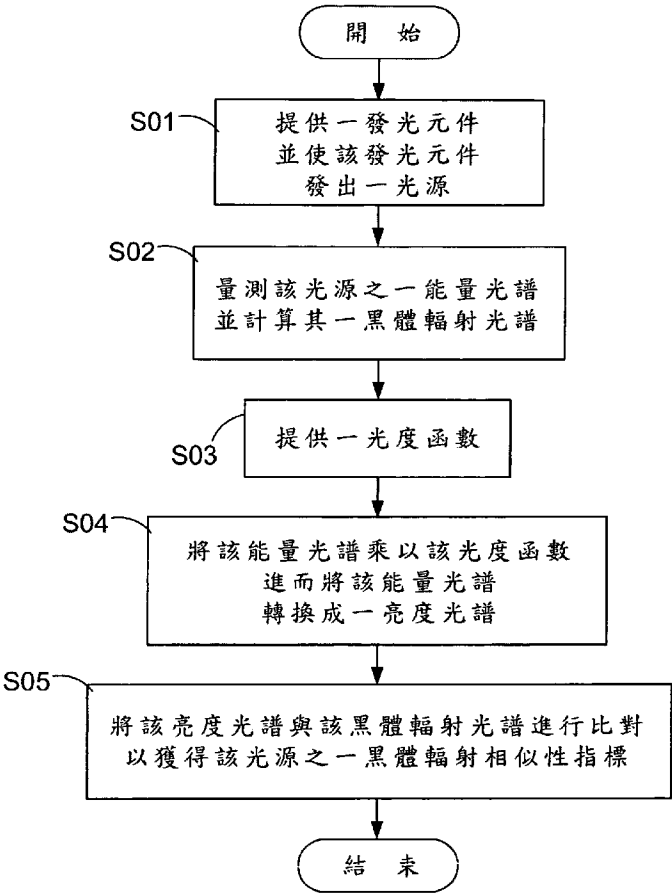 開始
S01
提供一發光元件
並使該發光元件
發出一光源
S02
量測該光源之一能量光譜
並計算其一黑體輻射光譜
S03
提供一光度函數
S04
將該能量光譜乘以該光度函數
進而將該能量光譜
轉換成一亮度光譜
S05
將該亮度光譜與該黑體輻射光譜進行比對
以獲得該光源之一黑體輻射相似性指標
結束